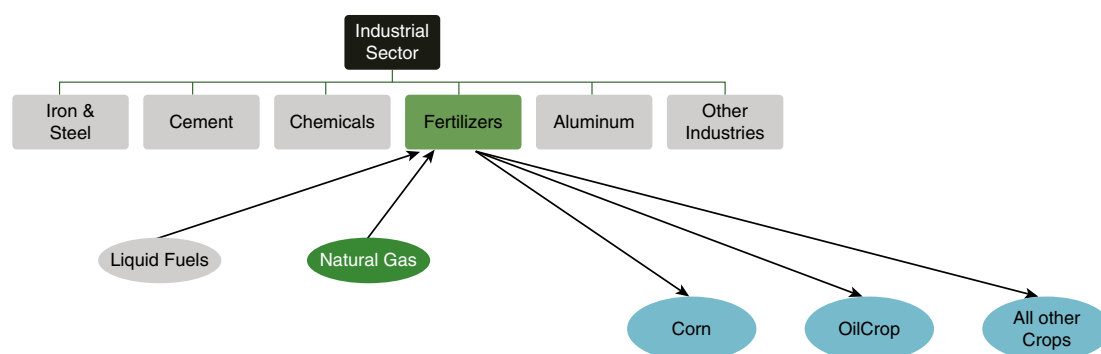 Industrial
Sector
Iron &
Steel
Cement
Chemicals
Fertilizers
Aluminum
Other
Industries
Liquid Fuels
Natural Gas
Corn
OilCrop
All other
Crops